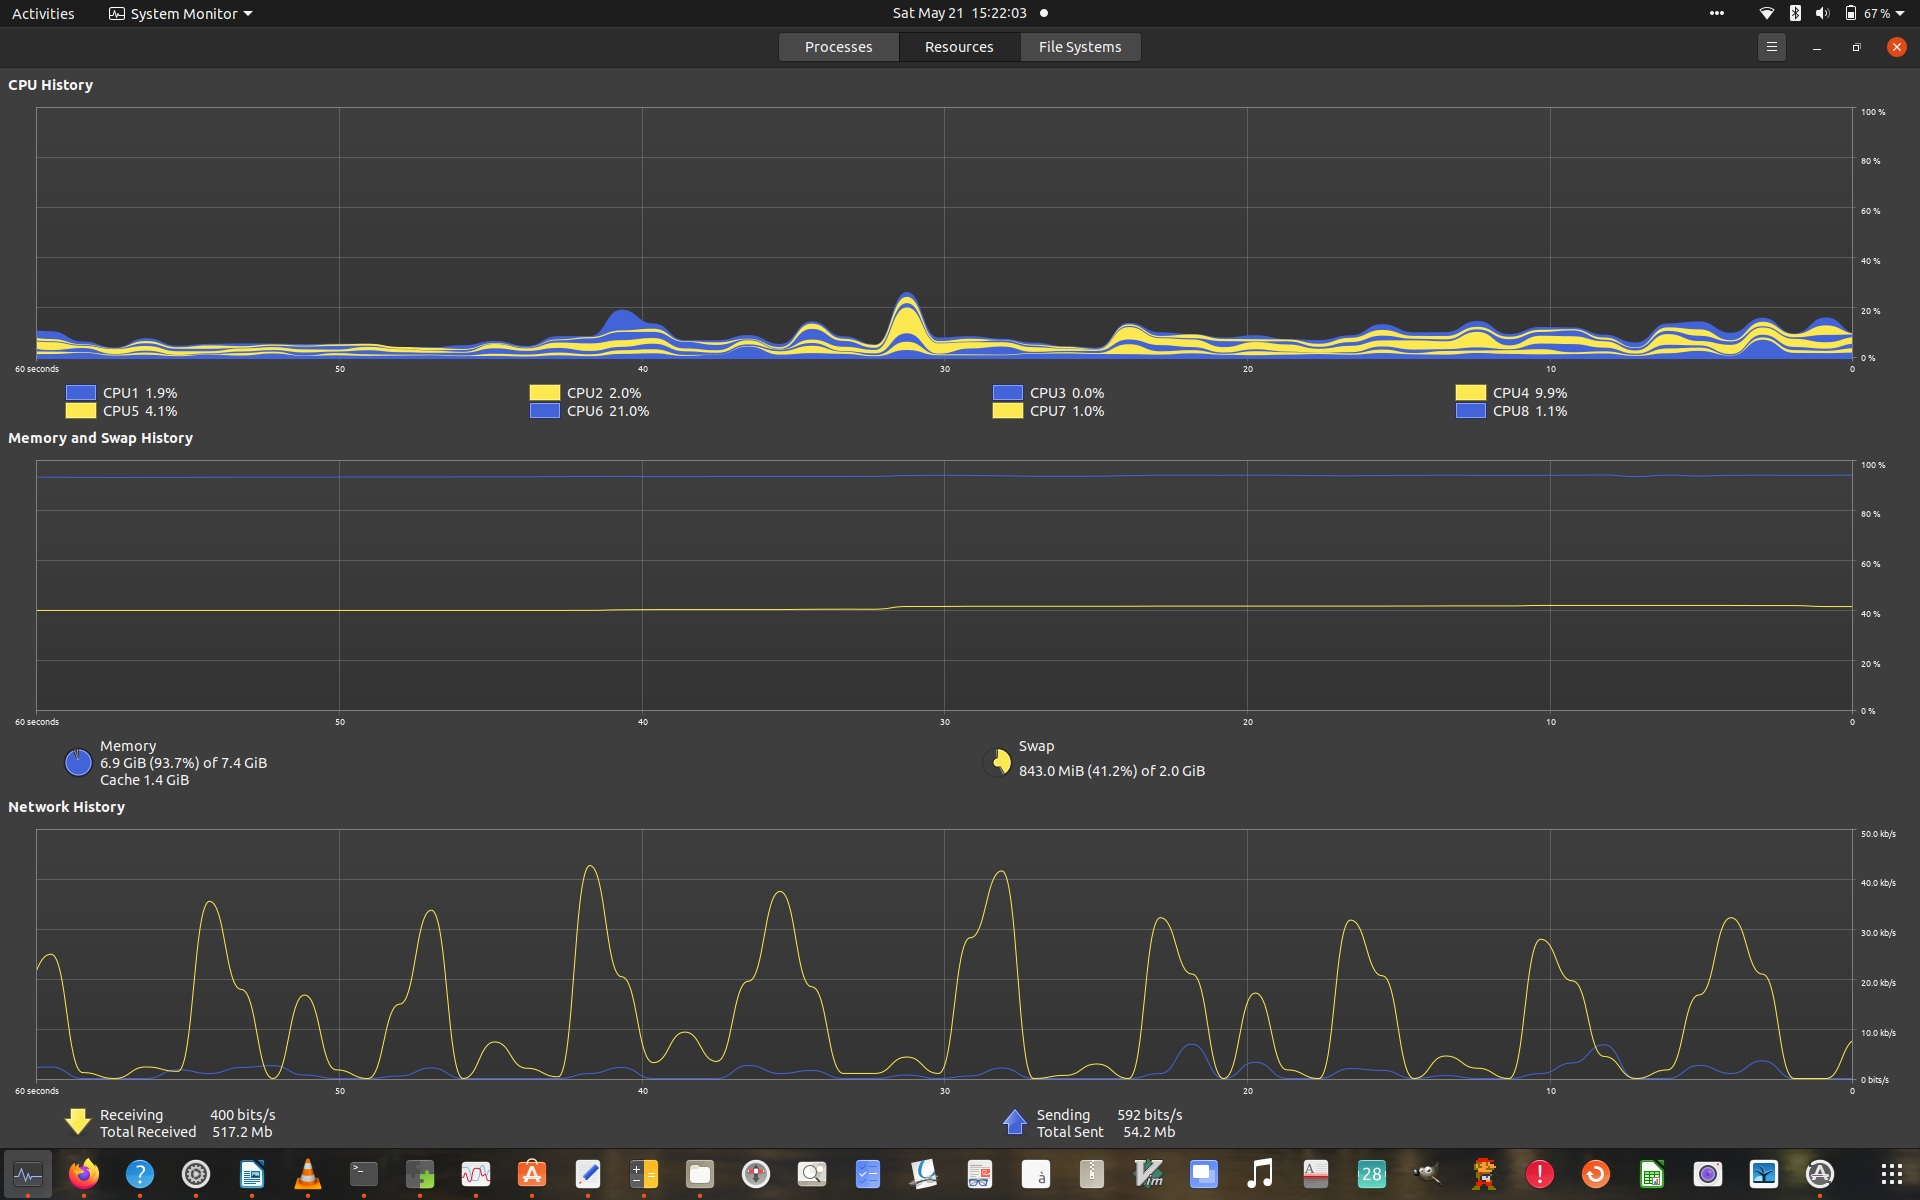 Activities System Monitor Sat May 21 15:22:03 67 %
Processes Resources File Systems
CPU History
100 %
80 %
60 %
40 %
20 %
0 %
60 seconds 50 40 30 20 10 0
CPU1 1.9% CPU2 2.0% CPU3 0.0% CPU4 9.9%
CPU5 4.1% CPU6 21.0% CPU7 1.0% CPU8 1.1%
Memory and Swap History
100 %
80 %
60 %
40 %
20 %
0 %
60 seconds 50 40 30 20 10 0
Memory
6.9 GiB (93.7%) of 7.4 GiB
Cache 1.4 GiB
Swap
843.0 MiB (41.2%) of 2.0 GiB
Network History
50.0 kb/s
40.0 kb/s
30.0 kb/s
20.0 kb/s
10.0 kb/s
0 bits/s
60 seconds 50 40 30 20 10 0
Receiving 400 bits/s
Total Received 517.2 Mb
Sending 592 bits/s
Total Sent 54.2 Mb
? >_ à Vim A 28 !